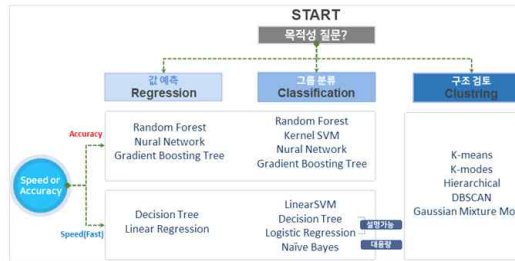 START
목적성 질문?
값 예측
Regression
그룹 분류
Classification
구조 검토
Clustring
Speed or
Accuracy
Accuracy
Random Forest
Nural Network
Gradient Boosting Tree
Random Forest
Kernel SVM
Nural Network
Gradient Boosting Tree
Speed(Fast)
Decision Tree
Linear Regression
LinearSVM
Decision Tree
Logistic Regression
Naïve Bayes
설명가능
대용량
K-means
K-modes
Hierarchical
DBSCAN
Gaussian Mixture Mo